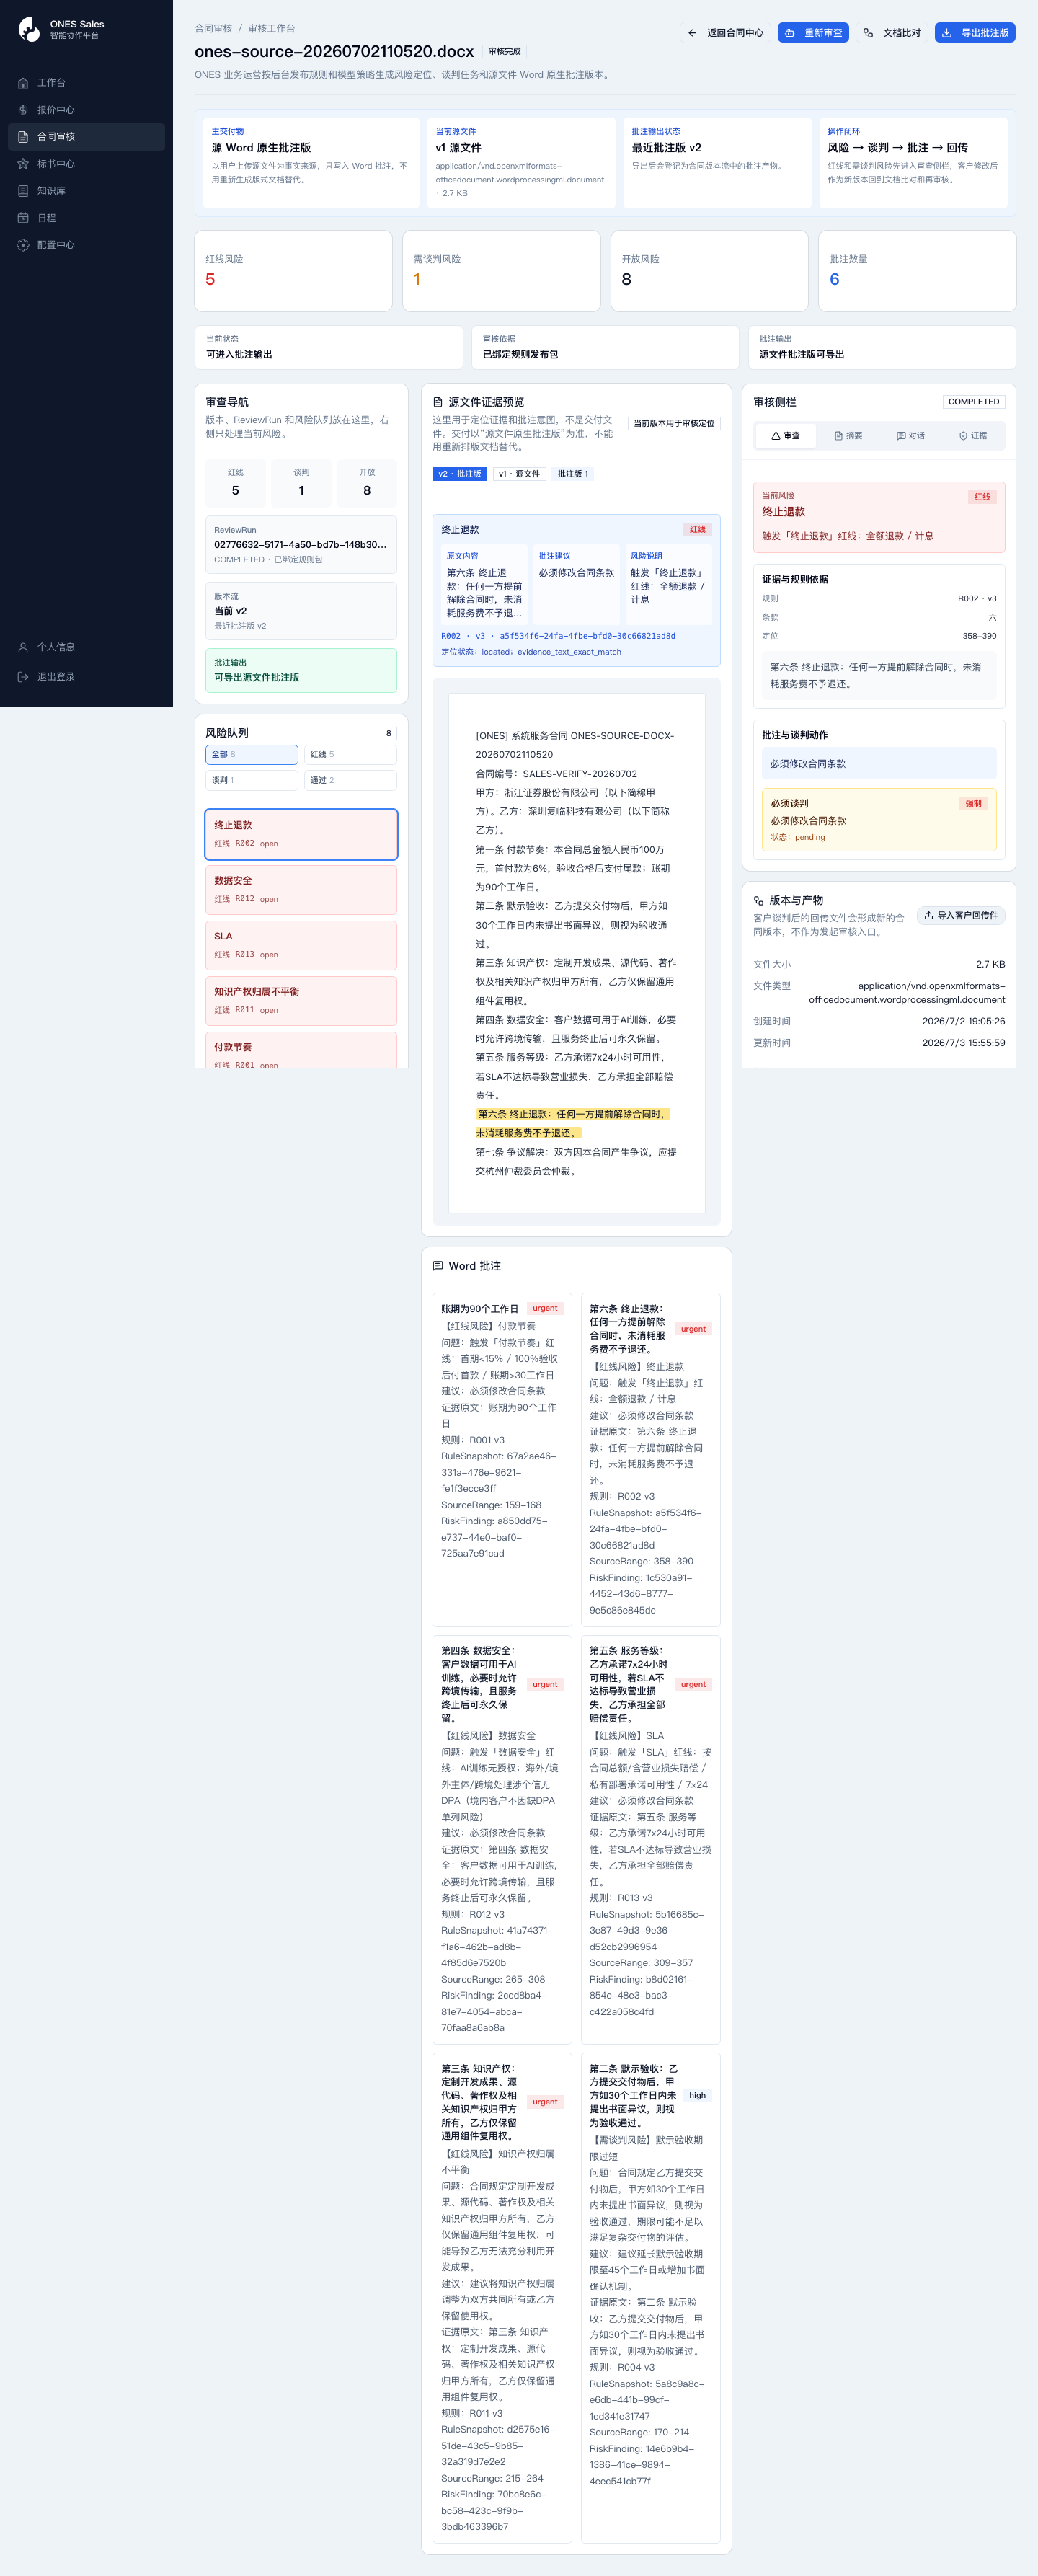 ONES Sales
智能协作平台
工作台
报价中心
合同审核
标书中心
知识库
日程
配置中心
个人信息
退出登录
合同审核 / 审核工作台
ones-source-20260702110520.docx 审核完成
ONES 业务运营按后台发布规则和模型策略生成风险定位、谈判任务和源文件 Word 原生批注版本。
返回合同中心
重新审查
文档比对
导出批注版
主交付物
源 Word 原生批注版
以用户上传源文件为事实来源，只写入 Word 批注，不
用重新生成版式文档替代。
当前源文件
v1 源文件
application/vnd.openxmlformats-
officedocument.wordprocessingml.document
· 2.7 KB
批注输出状态
最近批注版 v2
导出后会登记为合同版本流中的批注产物。
操作闭环
风险 → 谈判 → 批注 → 回传
红线和需谈判风险先进入审查侧栏，客户修改后
作为新版本回到文档比对和再审核。
红线风险
5
需谈判风险
1
开放风险
8
批注数量
6
当前状态
可进入批注输出
审核依据
已绑定规则发布包
批注输出
源文件批注版可导出
审查导航
版本、ReviewRun 和风险队列放在这里，右
侧只处理当前风险。
红线
5
谈判
1
开放
8
ReviewRun
02776632-5171-4a50-bd7b-148b30...
COMPLETED · 已绑定规则包
版本流
当前 v2
最近批注版 v2
批注输出
可导出源文件批注版
风险队列
8
全部 8
红线 5
谈判 1
通过 2
终止退款
红线 R002 open
数据安全
红线 R012 open
SLA
红线 R013 open
知识产权归属不平衡
红线 R011 open
付款节奏
红线 R001 open
源文件证据预览
这里用于定位证据和批注意图，不是交付文
件。交付以“源文件原生批注版”为准，不能
用重新排版文档替代。
当前版本用于审核定位
v2 · 批注版
v1 · 源文件
批注版 1
终止退款
红线
原文内容
第六条 终止退
款：任何一方提前
解除合同时，未消
耗服务费不予退...
批注建议
必须修改合同条款
风险说明
触发「终止退款」
红线：全额退款 /
计息
R002 · v3 · a5f534f6-24fa-4fbe-bfd0-30c66821ad8d
定位状态：located；evidence_text_exact_match
[ONES] 系统服务合同 ONES-SOURCE-DOCX-
20260702110520
合同编号：SALES-VERIFY-20260702
甲方：浙江证券股份有限公司（以下简称甲
方）。乙方：深圳复临科技有限公司（以下简称
乙方）。
第一条 付款节奏：本合同总金额人民币100万
元，首付款为6%，验收合格后支付尾款；账期
为90个工作日。
第二条 默示验收：乙方提交交付物后，甲方如
30个工作日内未提出书面异议，则视为验收通
过。
第三条 知识产权：定制开发成果、源代码、著作
权及相关知识产权归甲方所有，乙方仅保留通用
组件复用权。
第四条 数据安全：客户数据可用于AI训练，必要
时允许跨境传输，且服务终止后可永久保留。
第五条 服务等级：乙方承诺7x24小时可用性，
若SLA不达标导致营业损失，乙方承担全部赔偿
责任。
第六条 终止退款：任何一方提前解除合同时，
未消耗服务费不予退还。
第七条 争议解决：双方因本合同产生争议，应提
交杭州仲裁委员会仲裁。
Word 批注
账期为90个工作日
urgent
【红线风险】付款节奏
问题：触发「付款节奏」红
线：首期<15% / 100%验收
后付首款 / 账期>30工作日
建议：必须修改合同条款
证据原文：账期为90个工作
日
规则：R001 v3
RuleSnapshot: 67a2ae46-
331a-476e-9621-
fe1f3ecce3ff
SourceRange: 159-168
RiskFinding: a850dd75-
e737-44e0-baf0-
725aa7e91cad
第六条 终止退款：
任何一方提前解除
合同时，未消耗服
务费不予退还。
urgent
【红线风险】终止退款
问题：触发「终止退款」红
线：全额退款 / 计息
建议：必须修改合同条款
证据原文：第六条 终止退
款：任何一方提前解除合同
时，未消耗服务费不予退
还。
规则：R002 v3
RuleSnapshot: a5f534f6-
24fa-4fbe-bfd0-
30c66821ad8d
SourceRange: 358-390
RiskFinding: 1c530a91-
4452-43d6-8777-
9e5c86e845dc
第四条 数据安全：
客户数据可用于AI
训练，必要时允许
跨境传输，且服务
终止后可永久保
留。
urgent
【红线风险】数据安全
问题：触发「数据安全」红
线：AI训练无授权；海外/境
外主体/跨境处理涉个信无
DPA（境内客户不因缺DPA
单列风险）
建议：必须修改合同条款
证据原文：第四条 数据安
全：客户数据可用于AI训练，
必要时允许跨境传输，且服
务终止后可永久保留。
规则：R012 v3
RuleSnapshot: 41a74371-
f1a6-462b-ad8b-
4f85d6e7520b
SourceRange: 265-308
RiskFinding: 2ccd8ba4-
81e7-4054-abca-
70faa8a6ab8a
第五条 服务等级：
乙方承诺7x24小时
可用性，若SLA不
达标导致营业损
失，乙方承担全部
赔偿责任。
urgent
【红线风险】SLA
问题：触发「SLA」红线：按
合同总额/含营业损失赔偿 /
私有部署承诺可用性 / 7×24
建议：必须修改合同条款
证据原文：第五条 服务等
级：乙方承诺7x24小时可用
性，若SLA不达标导致营业损
失，乙方承担全部赔偿责
任。
规则：R013 v3
RuleSnapshot: 5b16685c-
3e87-49d3-9e36-
d52cb2996954
SourceRange: 309-357
RiskFinding: b8d02161-
854e-48e3-bac3-
c422a058c4fd
第三条 知识产权：
定制开发成果、源
代码、著作权及相
关知识产权归甲方
所有，乙方仅保留
通用组件复用权。
urgent
【红线风险】知识产权归属
不平衡
问题：合同规定定制开发成
果、源代码、著作权及相关
知识产权归甲方所有，乙方
仅保留通用组件复用权，可
能导致乙方无法充分利用开
发成果。
建议：建议将知识产权归属
调整为双方共同所有或乙方
保留使用权。
证据原文：第三条 知识产
权：定制开发成果、源代
码、著作权及相关知识产权
归甲方所有，乙方仅保留通
用组件复用权。
规则：R011 v3
RuleSnapshot: d2575e16-
51de-43c5-9b85-
32a319d7e2e2
SourceRange: 215-264
RiskFinding: 70bc8e6c-
bc58-423c-9f9b-
3bdb463396b7
第二条 默示验收：乙
方提交交付物后，甲
方如30个工作日内未
提出书面异议，则视
为验收通过。
high
【需谈判风险】默示验收期
限过短
问题：合同规定乙方提交交
付物后，甲方如30个工作日
内未提出书面异议，则视为
验收通过，期限可能不足以
满足复杂交付物的评估。
建议：建议延长默示验收期
限至45个工作日或增加书面
确认机制。
证据原文：第二条 默示验
收：乙方提交交付物后，甲
方如30个工作日内未提出书
面异议，则视为验收通过。
规则：R004 v3
RuleSnapshot: 5a8c9a8c-
e6db-441b-99cf-
1ed341e31747
SourceRange: 170-214
RiskFinding: 14e6b9b4-
1386-41ce-9894-
4eec541cb77f
审核侧栏
COMPLETED
审查
摘要
对话
证据
当前风险
红线
终止退款
触发「终止退款」红线：全额退款 / 计息
证据与规则依据
规则 R002 · v3
条款 六
定位 358-390
第六条 终止退款：任何一方提前解除合同时，未消
耗服务费不予退还。
批注与谈判动作
必须修改合同条款
必须谈判
强制
必须修改合同条款
状态：pending
版本与产物
客户谈判后的回传文件会形成新的合
同版本，不作为发起审核入口。
导入客户回传件
文件大小 2.7 KB
文件类型 application/vnd.openxmlformats-
officedocument.wordprocessingml.document
创建时间 2026/7/2 19:05:26
更新时间 2026/7/3 15:55:59